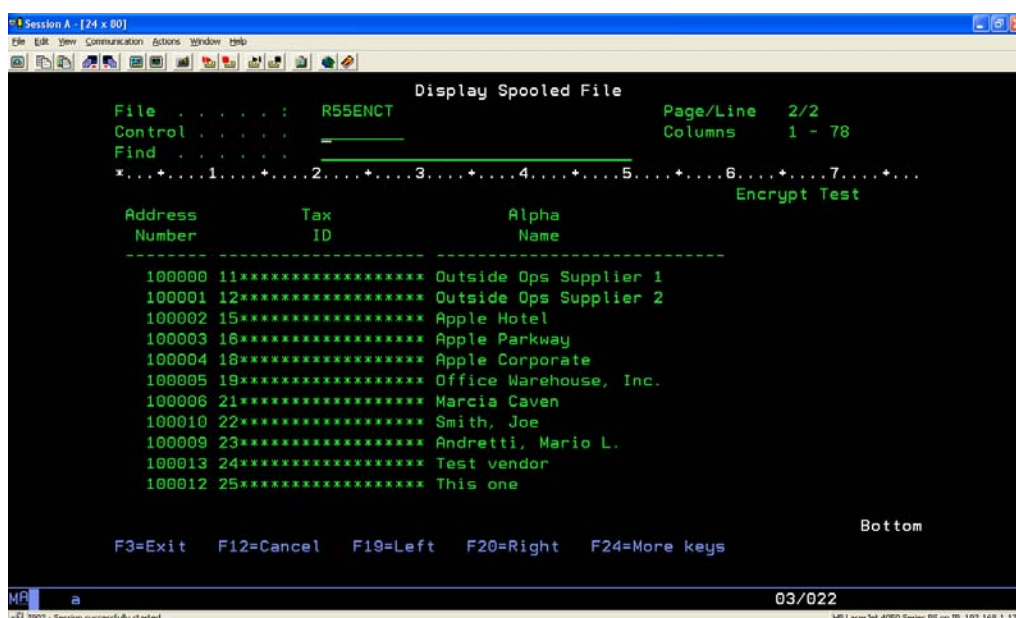 Session A - [24 x 80]
File Edit View Communication Actions Window Help
Display Spooled File
File . . . . . : R55ENCT Page/Line 2/2
Control . . . . . Columns 1 - 78
Find . . . . . .
*...+....1....+....2....+....3....+....4....+....5....+....6....+....7....+...
Encrypt Test
Address Tax Alpha
Number ID Name
-------- -------------------- ----------------------------
100000 11****************** Outside Ops Supplier 1
100001 12****************** Outside Ops Supplier 2
100002 15****************** Apple Hotel
100003 16****************** Apple Parkway
100004 18****************** Apple Corporate
100005 19****************** Office Warehouse, Inc.
100006 21****************** Marcia Caven
100010 22****************** Smith, Joe
100009 23****************** Andretti, Mario L.
100013 24****************** Test vendor
100012 25****************** This one
Bottom
F3=Exit F12=Cancel F19=Left F20=Right F24=More keys
MA a 03/022
I902 - Session successfully started